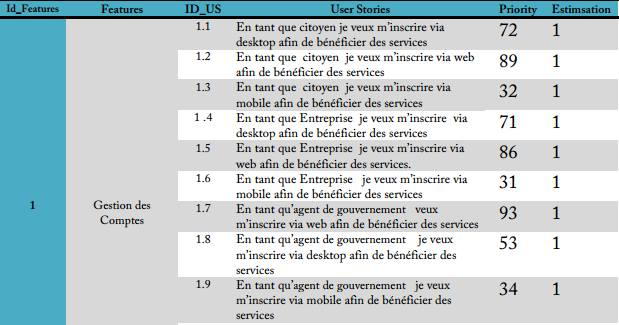 Id_Features Features ID_US User Stories Priority Estimsation
1.1 En tant que citoyen je veux m'inscrire via 72 1
desktop afin de bénéficier des services
1.2 En tant que citoyen je veux m'inscrire via web 89 1
afin de bénéficier des services
1.3 En tant que citoyen je veux m'inscrire via 32 1
mobile afin de bénéficier des services
1 .4 En tant que Entreprise je veux m'inscrire via 71 1
desktop afin de bénéficier des services
1.5 En tant que Entreprise je veux m'inscrire via 86 1
web afin de bénéficier des services.
1.6 En tant que Entreprise je veux m'inscrire via 31 1
mobile afin de bénéficier des services
1 Gestion des
Comptes
1.7 En tant qu'agent de gouvernement veux 93 1
m'inscrire via web afin de bénéficier des services
1.8 En tant qu'agent de gouvernement je veux 53 1
m'inscrire via desktop afin de bénéficier des
services
1.9 En tant qu'agent de gouvernement je veux 34 1
m'inscrire via mobile afin de bénéficier des
services